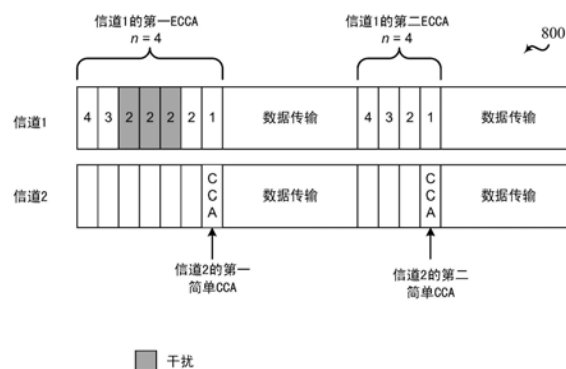 信道1的第一ECCA
n = 4
信道1的第二ECCA
n = 4
800
信道1
4 3 2 2 2 2 1 数据传输 4 3 2 1 数据传输
信道2
CCA 数据传输 CCA 数据传输
信道2的第一
简单CCA
信道2的第二
简单CCA
干扰